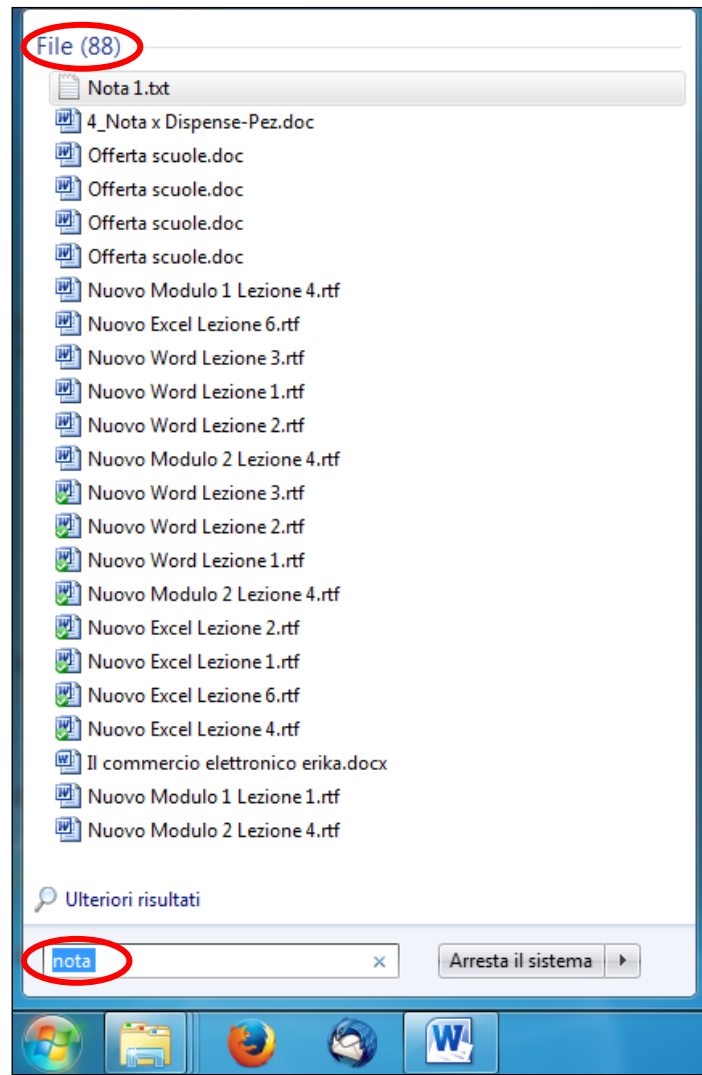 File (88)
Nota 1.txt
4_Nota x Dispense-Pez.doc
Offerta scuole.doc
Offerta scuole.doc
Offerta scuole.doc
Offerta scuole.doc
Nuovo Modulo 1 Lezione 4.rtf
Nuovo Excel Lezione 6.rtf
Nuovo Word Lezione 3.rtf
Nuovo Word Lezione 1.rtf
Nuovo Word Lezione 2.rtf
Nuovo Modulo 2 Lezione 4.rtf
Nuovo Word Lezione 3.rtf
Nuovo Word Lezione 2.rtf
Nuovo Word Lezione 1.rtf
Nuovo Modulo 2 Lezione 4.rtf
Nuovo Excel Lezione 2.rtf
Nuovo Excel Lezione 1.rtf
Nuovo Excel Lezione 6.rtf
Nuovo Excel Lezione 4.rtf
Il commercio elettronico erika.docx
Nuovo Modulo 1 Lezione 1.rtf
Nuovo Modulo 2 Lezione 4.rtf
Ulteriori risultati
nota Arresta il sistema
W